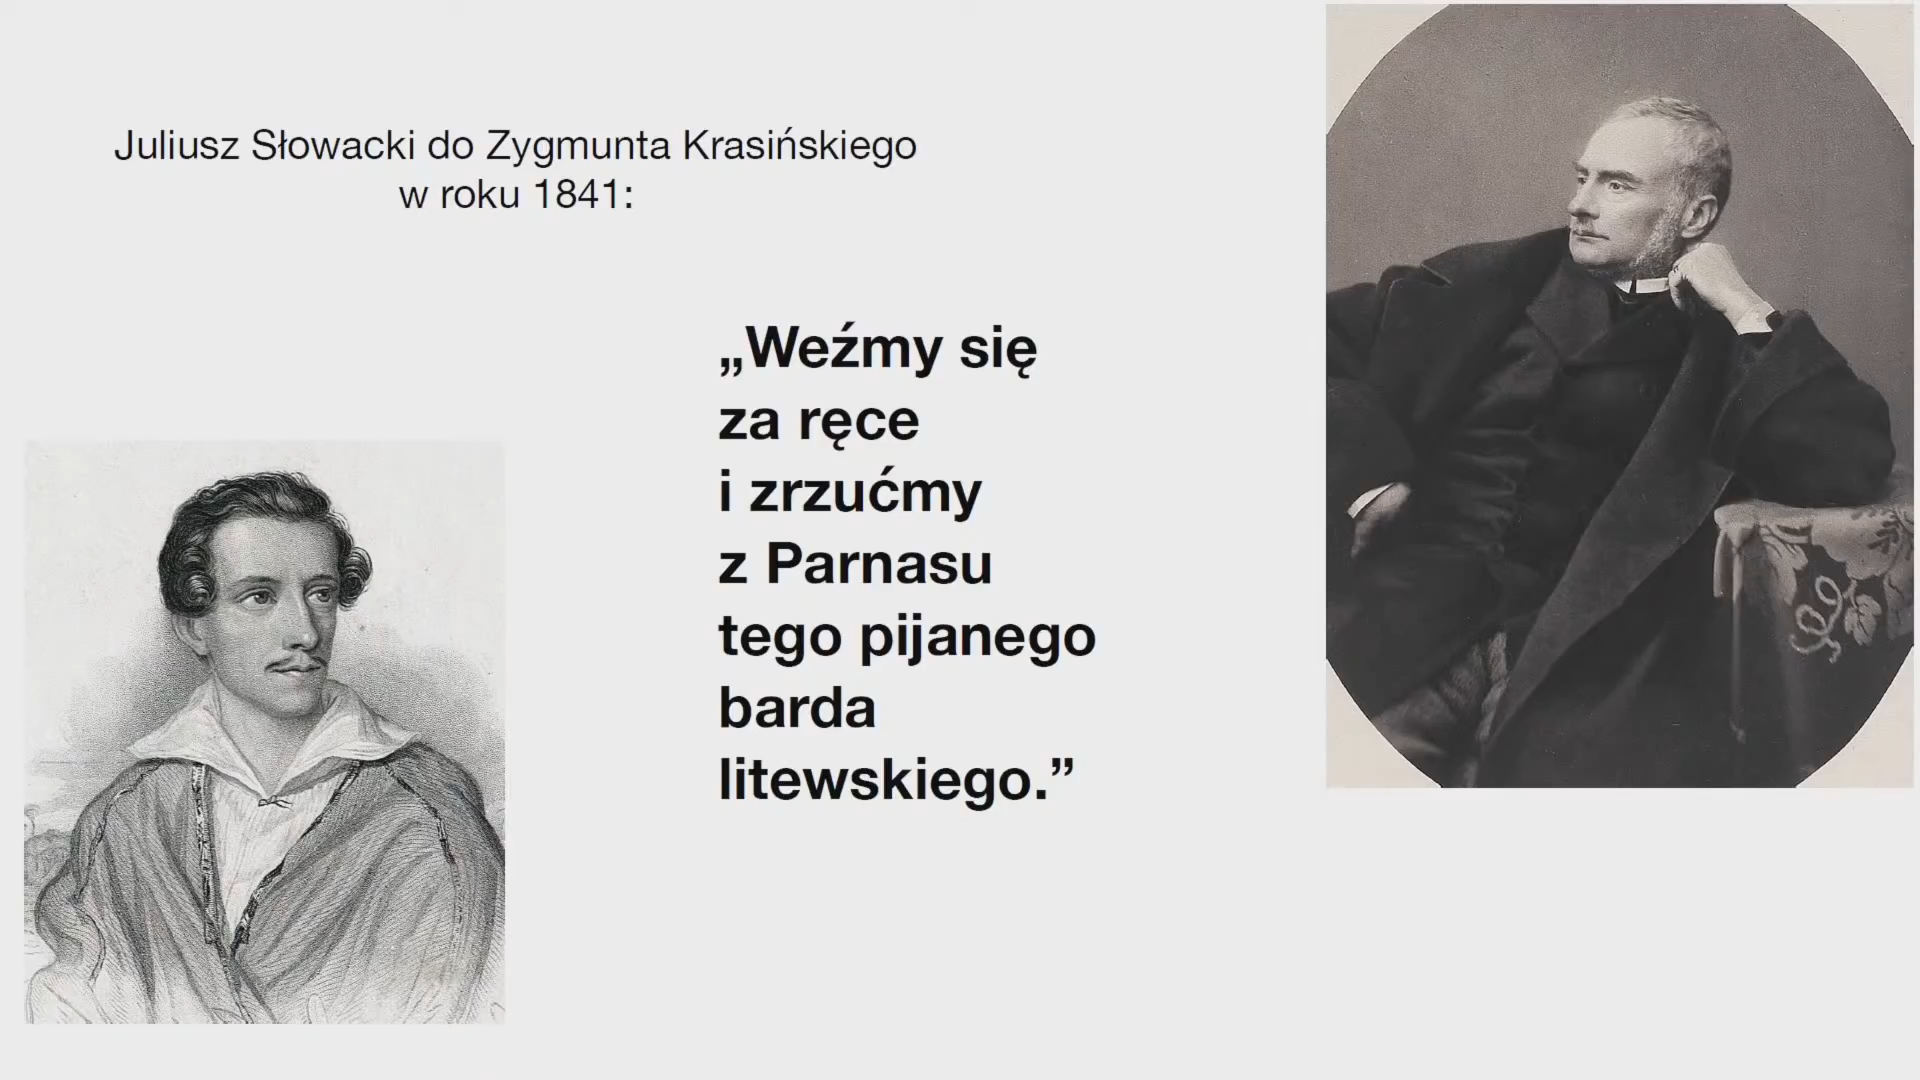 Juliusz Słowacki do Zygmunta Krasińskiego
w roku 1841:
„Weźmy się
za ręce
i zrzućmy
z Parnasu
tego pijanego
barda
litewskiego.”